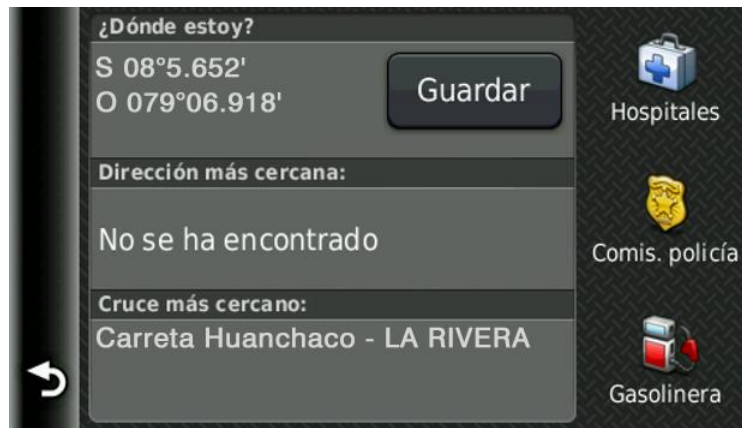 ¿Dónde estoy?
S 08°5.652'
O 079°06.918'
Guardar
Hospitales
Dirección más cercana:
No se ha encontrado
Comis. policía
Cruce más cercano:
Carreta Huanchaco - LA RIVERA
Gasolinera